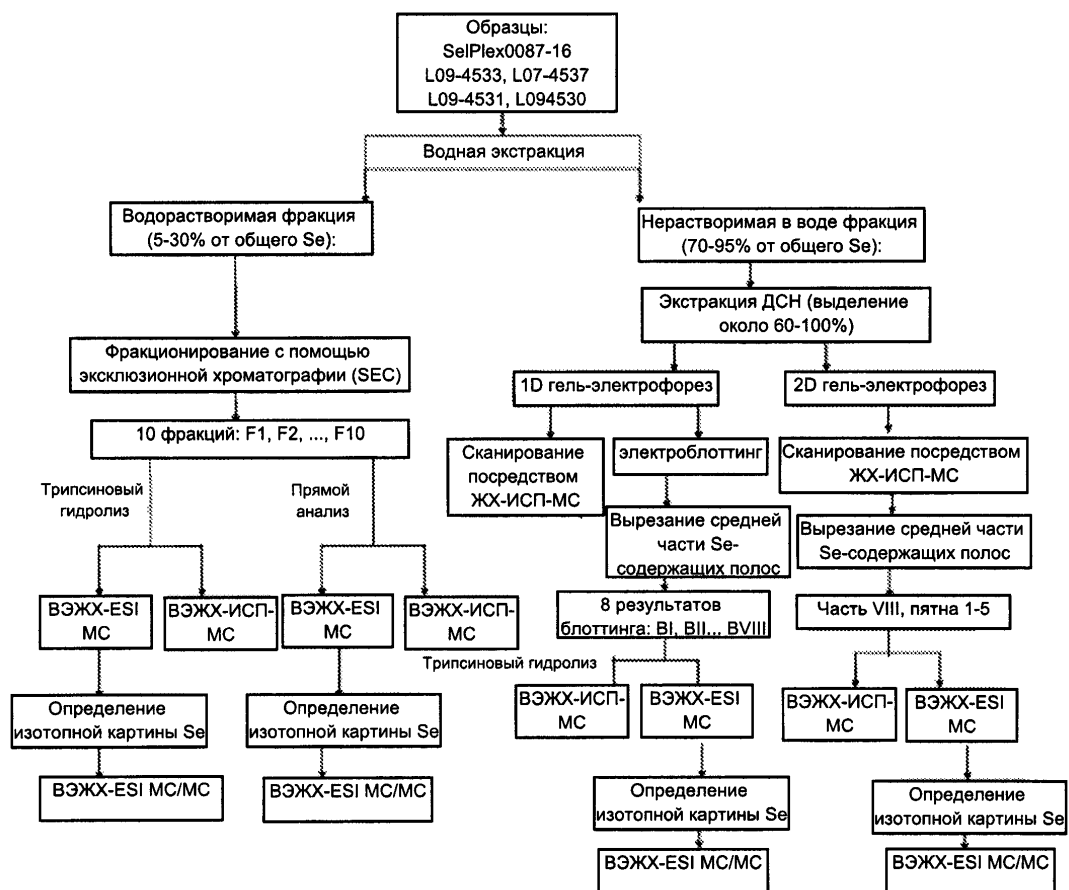 Образцы:
SelPlex0087-16
L09-4533, L07-4537
L09-4531, L094530
Водная экстракция
Водорастворимая фракция
(5-30% от общего Se):
Нерастворимая в воде фракция
(70-95% от общего Se):
Экстракция ДСН (выделение
около 60-100%)
Фракционирование с помощью
эксклюзионной хроматографии (SEC)
1D гель-электрофорез
2D гель-электрофорез
10 фракций: F1, F2, ..., F10
Сканирование
посредством
ЖХ-ИСП-МС
электроблоттинг
Сканирование посредством
ЖХ-ИСП-МС
Трипсиновый
гидролиз
Прямой
анализ
Вырезание средней
части Se-
содержащих полос
Вырезание средней части
Se-содержащих полос
ВЭЖХ-ESI
МС
ВЭЖХ-ИСП-
МС
ВЭЖХ-ESI
МС
ВЭЖХ-ИСП-
МС
8 результатов
блоттинга: BI, BII... BVIII
Часть VIII, пятна 1-5
Трипсиновый гидролиз
ВЭЖХ-ИСП-
МС
ВЭЖХ-ESI
МС
ВЭЖХ-ИСП-
МС
ВЭЖХ-ESI
МС
Определение
изотопной картины Se
Определение
изотопной картины Se
ВЭЖХ-ESI МС/МС
ВЭЖХ-ESI МС/МС
Определение
изотопной картины Se
Определение
изотопной картины Se
ВЭЖХ-ESI МС/МС
ВЭЖХ-ESI МС/МС